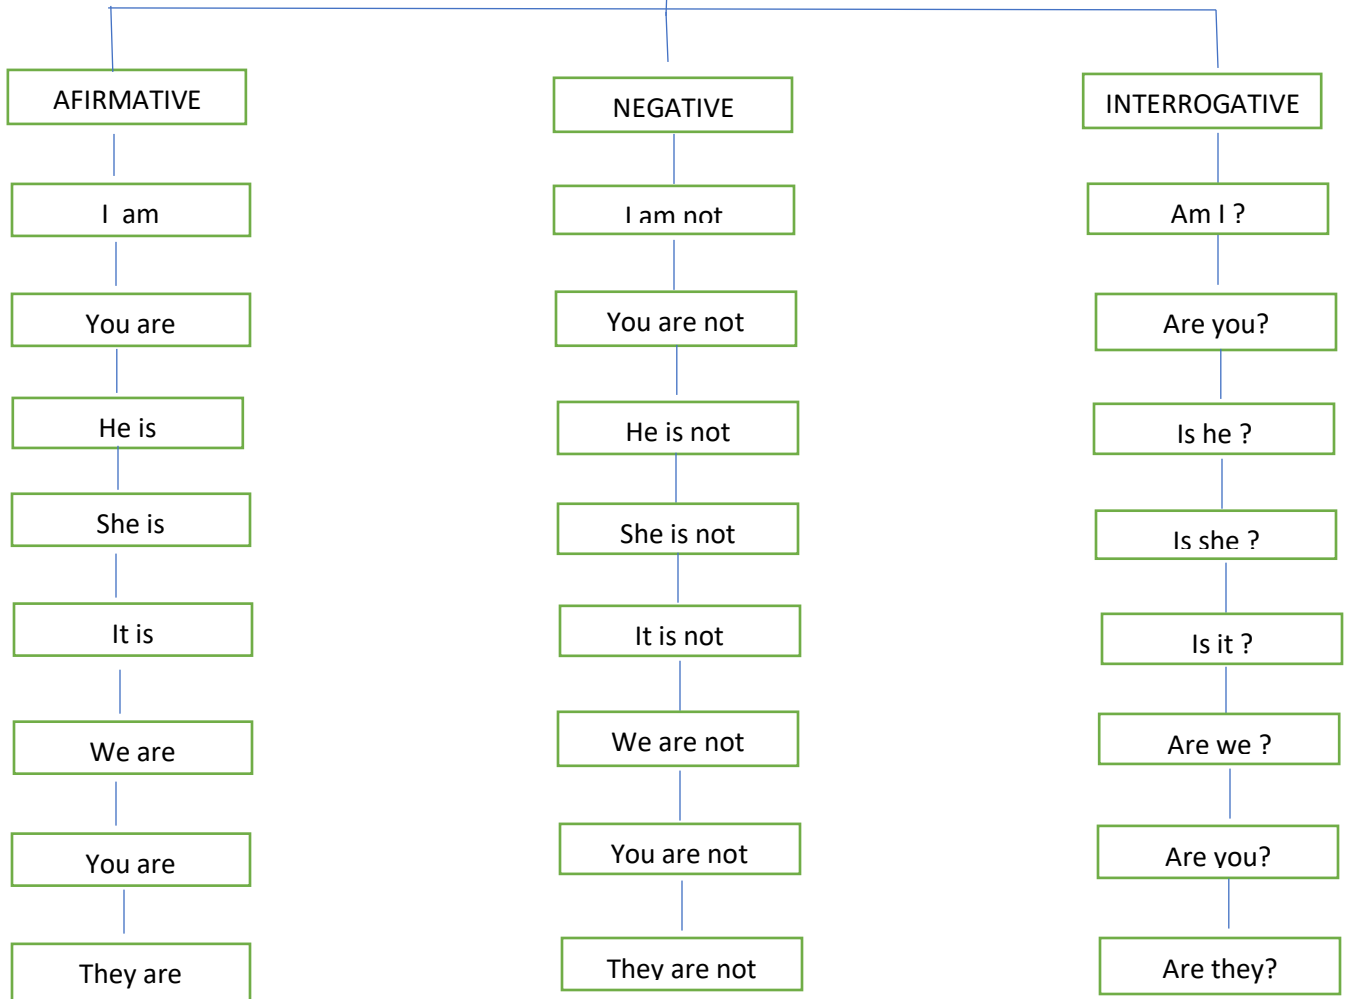 AFIRMATIVE
I am
You are
He is
She is
It is
We are
You are
They are
NEGATIVE
I am not
You are not
He is not
She is not
It is not
We are not
You are not
They are not
INTERROGATIVE
Am I ?
Are you?
Is he ?
Is she ?
Is it ?
Are we ?
Are you?
Are they?